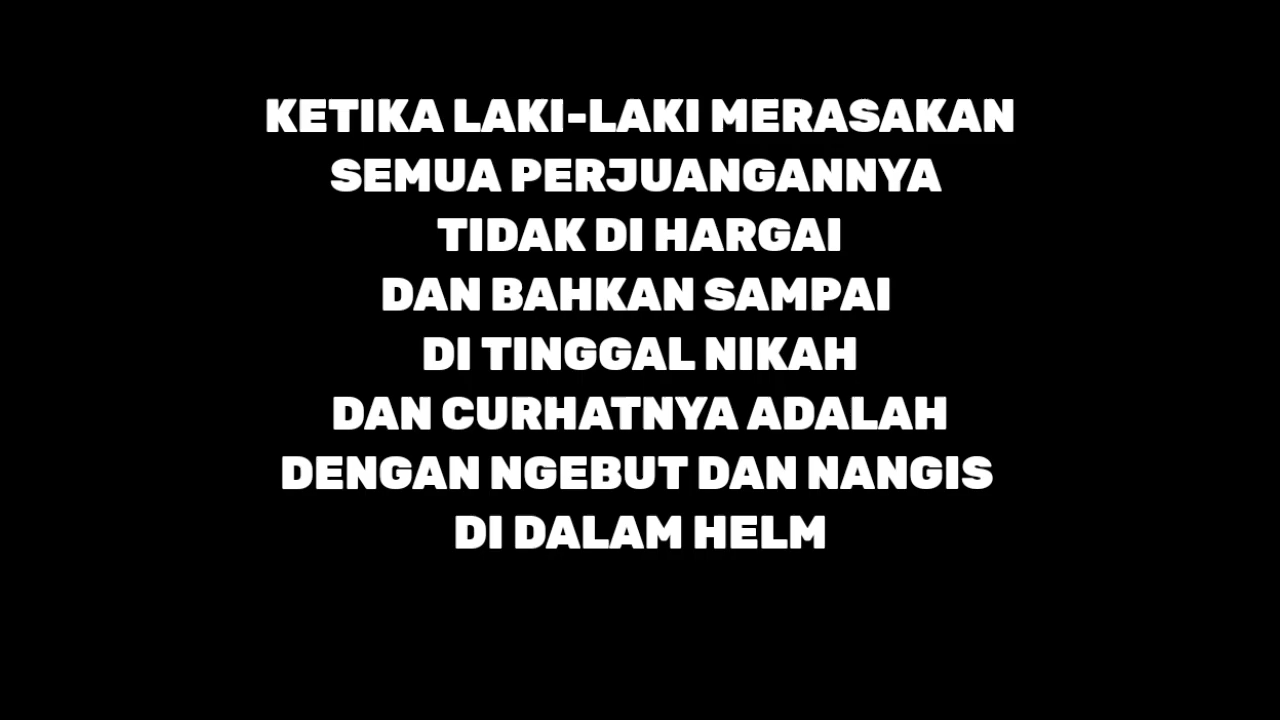 KETIKA LAKI-LAKI MERASAKAN
SEMUA PERJUANGANNYA
TIDAK DI HARGAI
DAN BAHKAN SAMPAI
DI TINGGAL NIKAH
DAN CURHATNYA ADALAH
DENGAN NGEBUT DAN NANGIS
DI DALAM HELM